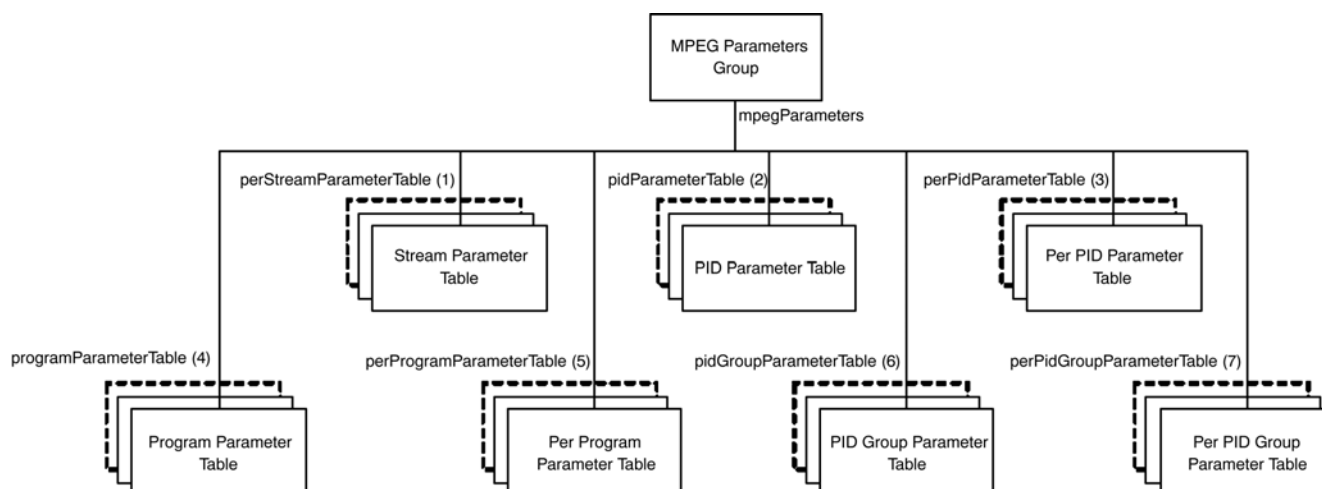 MPEG Parameters
Group
mpegParameters
perStreamParameterTable (1)
pidParameterTable (2)
perPidParameterTable (3)
Stream Parameter
Table
PID Parameter Table
Per PID Parameter
Table
programParameterTable (4)
perProgramParameterTable (5)
pidGroupParameterTable (6)
perPidGroupParameterTable (7)
Program Parameter
Table
Per Program
Parameter Table
PID Group Parameter
Table
Per PID Group
Parameter Table